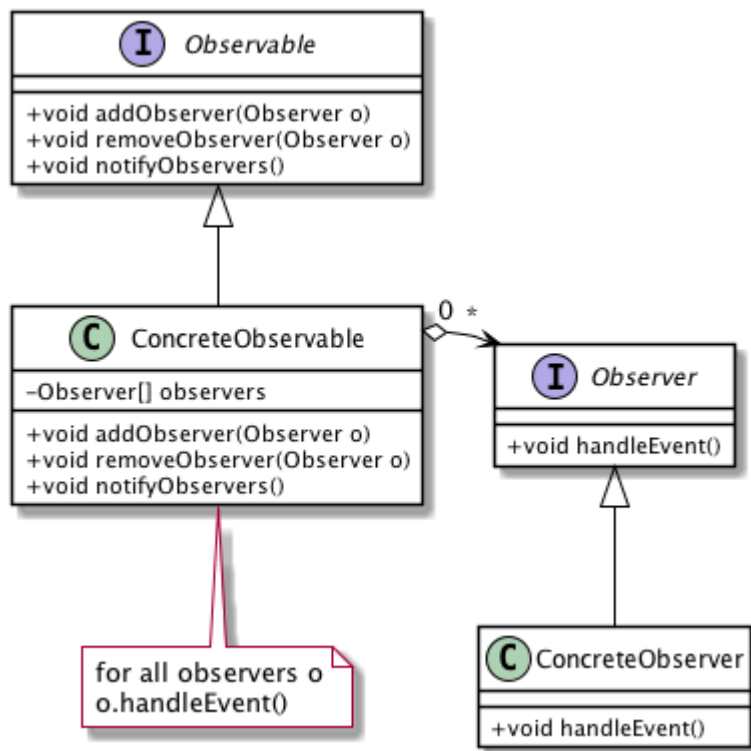 I Observable
+void addObserver(Observer o)
+void removeObserver(Observer o)
+void notifyObservers()
0 *
C ConcreteObservable
-Observer[] observers
+void addObserver(Observer o)
+void removeObserver(Observer o)
+void notifyObservers()
I Observer
+void handleEvent()
for all observers o
o.handleEvent()
C ConcreteObserver
+void handleEvent()